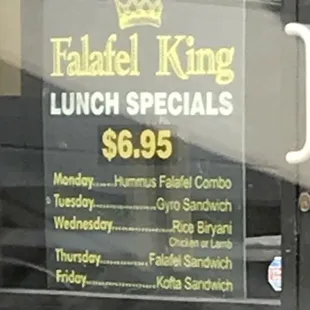 Falafel King
LUNCH SPECIALS
$6.95
Monday......Hummus Falafel Combo
Tuesday..............Gyro Sandwich
Wednesday..............Rice Biryani
Chicken or Lamb
Thursday...........Falafel Sandwich
Friday.................Kofta Sandwich